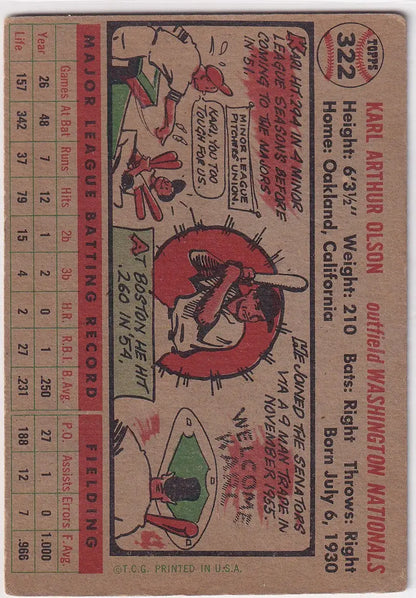 TOPPS
322
KARL ARTHUR OLSON outfield WASHINGTON NATIONALS
Height: 6'3½" Weight: 210 Bats: Right Throws: Right
Home: Oakland, California Born July 6, 1930
KARL HIT .294 IN 4 MINOR
LEAGUE SEASONS BEFORE
COMING TO THE MAJORS
IN '51.
MINOR LEAGUE
PITCHERS UNION.
KARL, YOU TOO
TOUGH FOR US.
AT BOSTON HE HIT
.260 IN '54.
HE JOINED THE SENATORS
VIA A 9 MAN TRADE IN
NOVEMBER 1955.
WELCOME
MAJOR LEAGUE BATTING RECORD FIELDING
Games At Bat Runs Hits 2b 3b H.R. R.B.I. B.Avg. P.O. Assists Errors F.Avg.
Year 26 48 7 12 1 2 0 2 .250 27 1 0 1.000
Life 157 342 37 79 15 4 4 27 .231 188 12 7 .966
©T.C.G. PRINTED IN U.S.A.